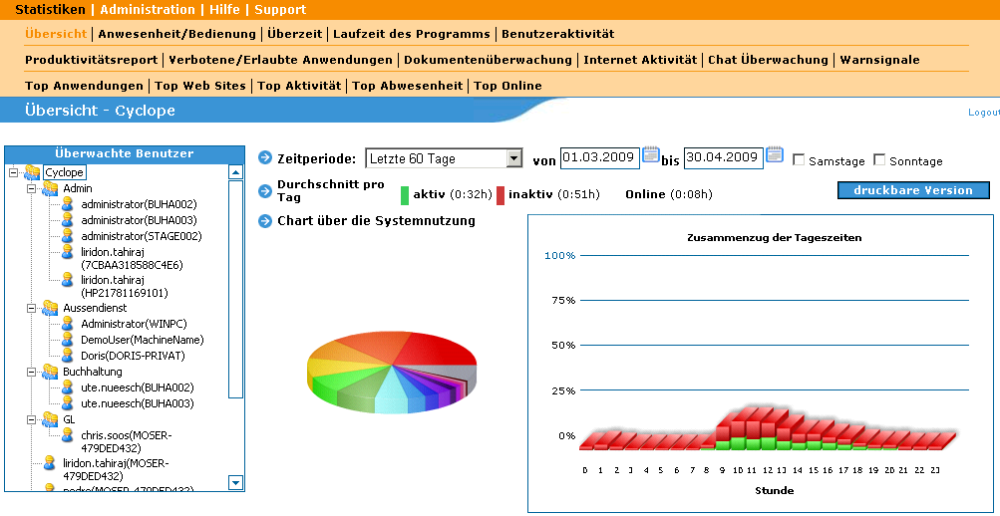 Statistiken | Administration | Hilfe | Support
Übersicht | Anwesenheit/Bedienung | Überzeit | Laufzeit des Programms | Benutzeraktivität
Produktivitätsreport | Verbotene/Erlaubte Anwendungen | Dokumentenüberwachung | Internet Aktivität | Chat Überwachung | Warnsignale
Top Anwendungen | Top Web Sites | Top Aktivität | Top Abwesenheit | Top Online
Übersicht - Cyclope
Logout
Überwachte Benutzer
Cyclope
Admin
administrator(BUHA002)
administrator(BUHA003)
administrator(STAGE002)
liridon.tahiraj
(7CBAA318588C4E6)
liridon.tahiraj
(HP21781169101)
Aussendienst
Administrator(WINPC)
DemoUser(MachineName)
Doris(DORIS-PRIVAT)
Buchhaltung
ute.nueesch(BUHA002)
ute.nueesch(BUHA003)
GL
chris.soos(MOSER-
479DED432)
liridon.tahiraj(MOSER-
479DED432)
pedro(MOSER-479DED432)
Zeitperiode: Letzte 60 Tage von 01.03.2009 bis 30.04.2009 Samstage Sonntage
Durchschnitt pro
Tag
aktiv (0:32h) inaktiv (0:51h) Online (0:08h)
druckbare Version
Chart über die Systemnutzung
Zusammenzug der Tageszeiten
100%
75%
50%
25%
0%
0 1 2 3 4 5 6 7 8 9 10 11 12 13 14 15 16 17 18 19 20 21 22 23
Stunde